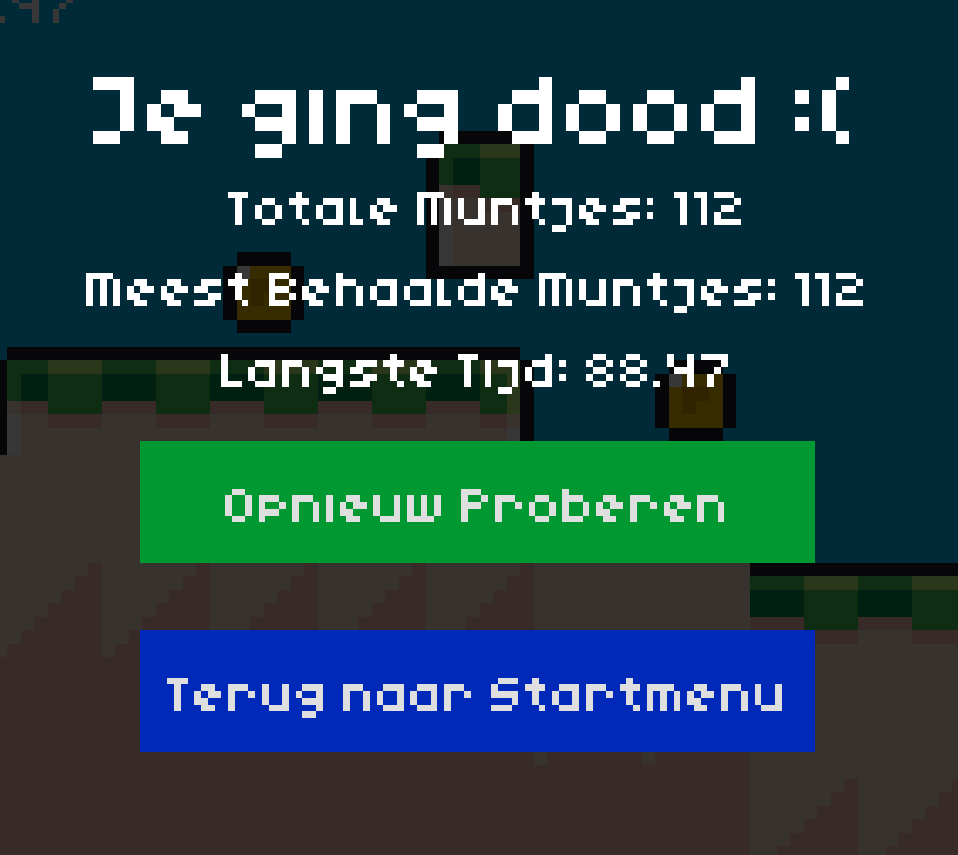 .47
Je ging dood :(
Totale Muntjes: 112
Meest Behaalde Muntjes: 112
Langste Tijd: 88.47
Opnieuw Proberen
Terug naar Startmenu